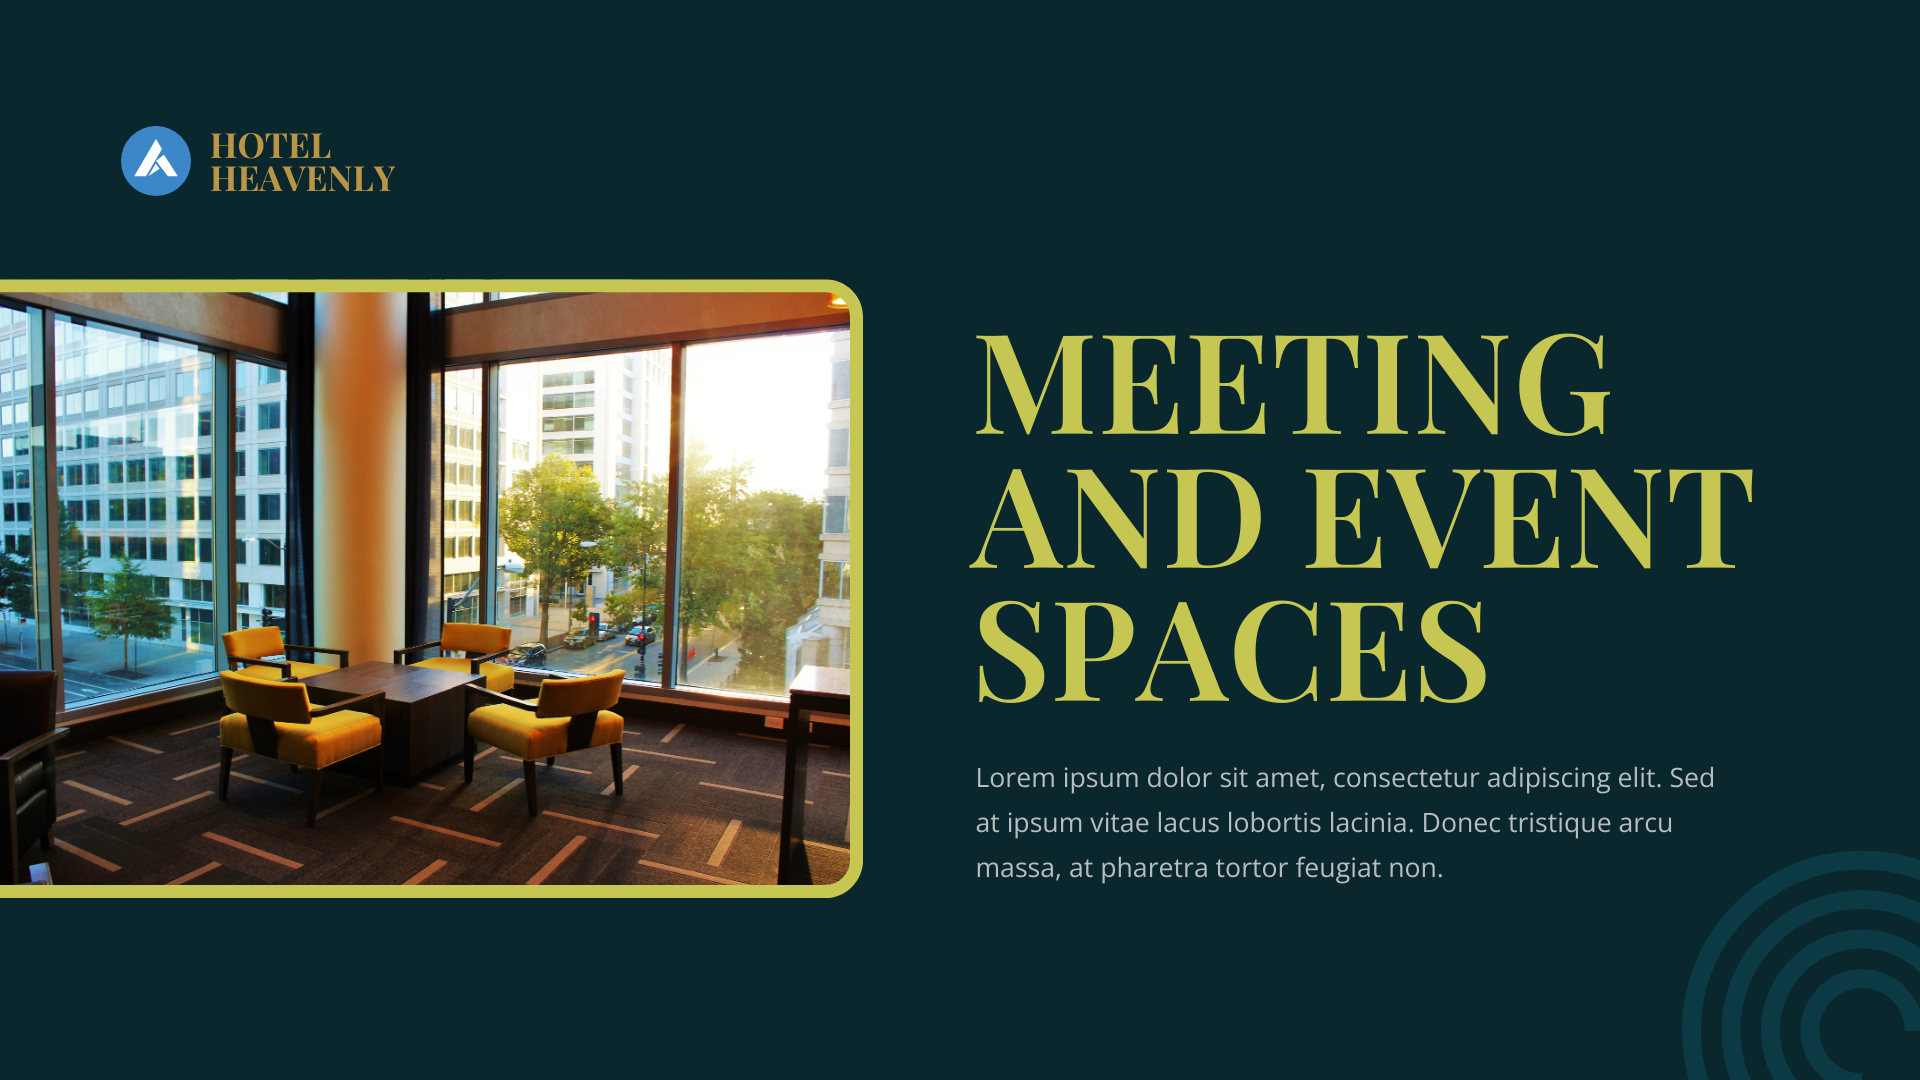 HOTEL
HEAVENLY
MEETING
AND EVENT
SPACES
Lorem ipsum dolor sit amet, consectetur adipiscing elit. Sed
at ipsum vitae lacus lobortis lacinia. Donec tristique arcu
massa, at pharetra tortor feugiat non.